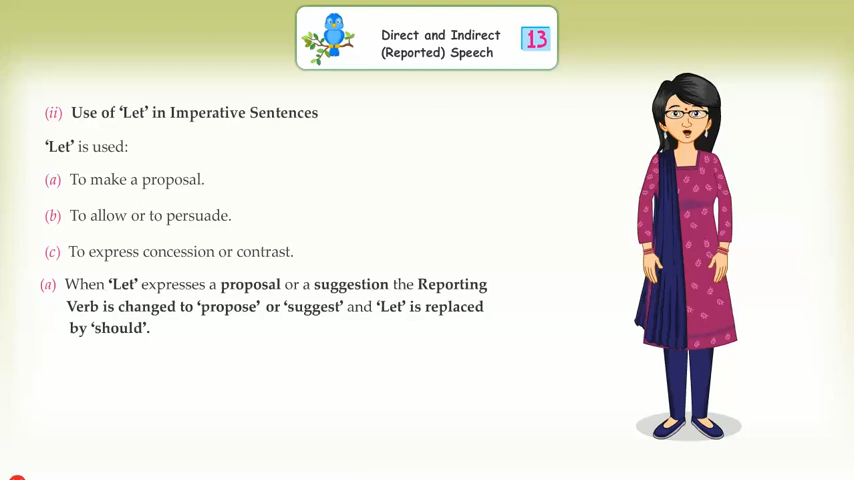 Direct and Indirect
(Reported) Speech
13
(ii) Use of ‘Let’ in Imperative Sentences
‘Let’ is used:
(a) To make a proposal.
(b) To allow or to persuade.
(c) To express concession or contrast.
(a) When ‘Let’ expresses a proposal or a suggestion the Reporting
Verb is changed to ‘propose’ or ‘suggest’ and ‘Let’ is replaced
by ‘should’.